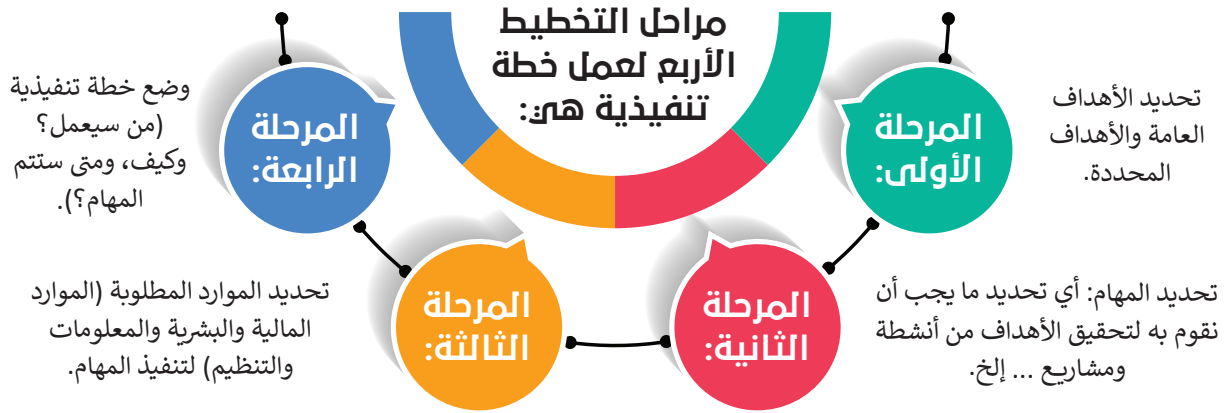 مراحل التخطيط
الأربع لعمل خطة
تنفيذية هي:
المرحلة
الأولى:
تحديد الأهداف
العامة والأهداف
المحددة.
المرحلة
الثانية:
تحديد المهام: أي تحديد ما يجب أن
نقوم به لتحقيق الأهداف من أنشطة
ومشاريع ... إلخ.
المرحلة
الثالثة:
تحديد الموارد المطلوبة (الموارد
المالية والبشرية والمعلومات
والتنظيم) لتنفيذ المهام.
المرحلة
الرابعة:
وضع خطة تنفيذية
(من سيعمل؟
وكيف، ومتى ستتم
المهام؟).